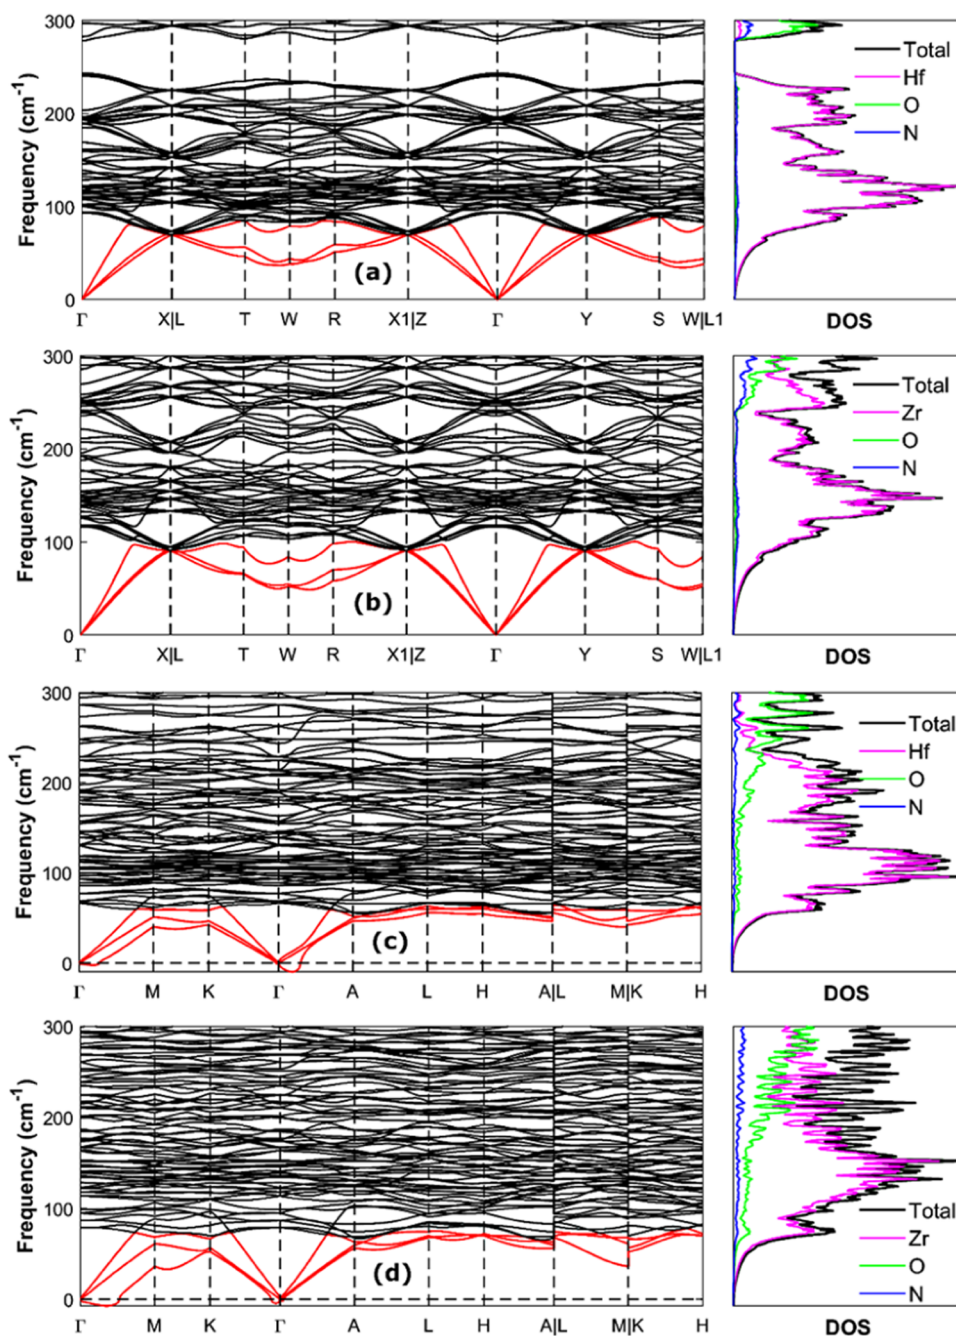 Frequency (cm-1)
300
200
100
0
(a)
Γ X|L T W R X1|Z Γ Y S W|L1
Total
Hf
O
N
DOS
Frequency (cm-1)
300
200
100
0
(b)
Γ X|L T W R X1|Z Γ Y S W|L1
Total
Zr
O
N
DOS
Frequency (cm-1)
300
200
100
0
(c)
Γ M K Γ A L H A|L M|K H
Total
Hf
O
N
DOS
Frequency (cm-1)
300
200
100
0
(d)
Γ M K Γ A L H A|L M|K H
Total
Zr
O
N
DOS